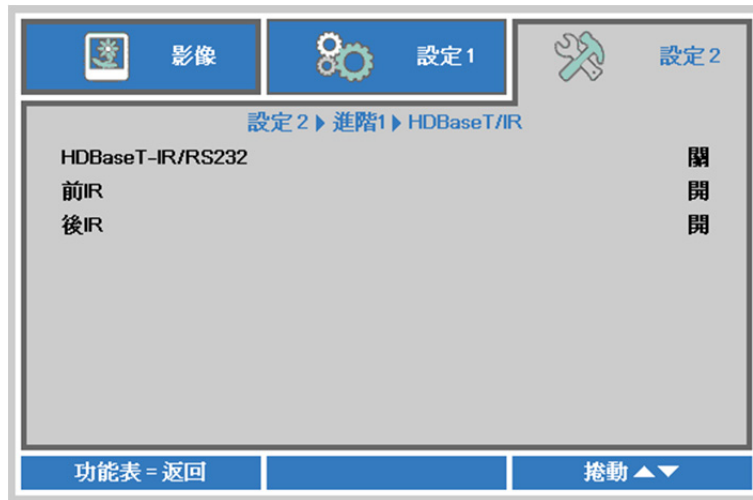 影像 設定1 設定2
設定2 ▶ 進階1 ▶ HDBaseT/IR
HDBaseT-IR/RS232 關
前IR 開
後IR 開
功能表 = 返回 捲動 ▲▼